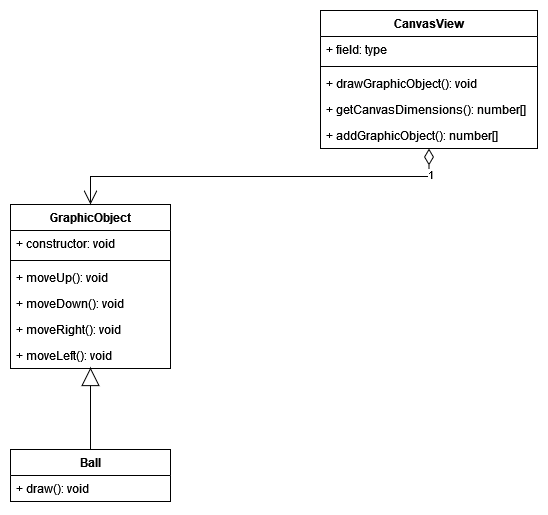 CanvasView
+ field: type
+ drawGraphicObject(): void
+ getCanvasDimensions(): number[]
+ addGraphicObject(): number[]
1
GraphicObject
+ constructor: void
+ moveUp(): void
+ moveDown(): void
+ moveRight(): void
+ moveLeft(): void
Ball
+ draw(): void